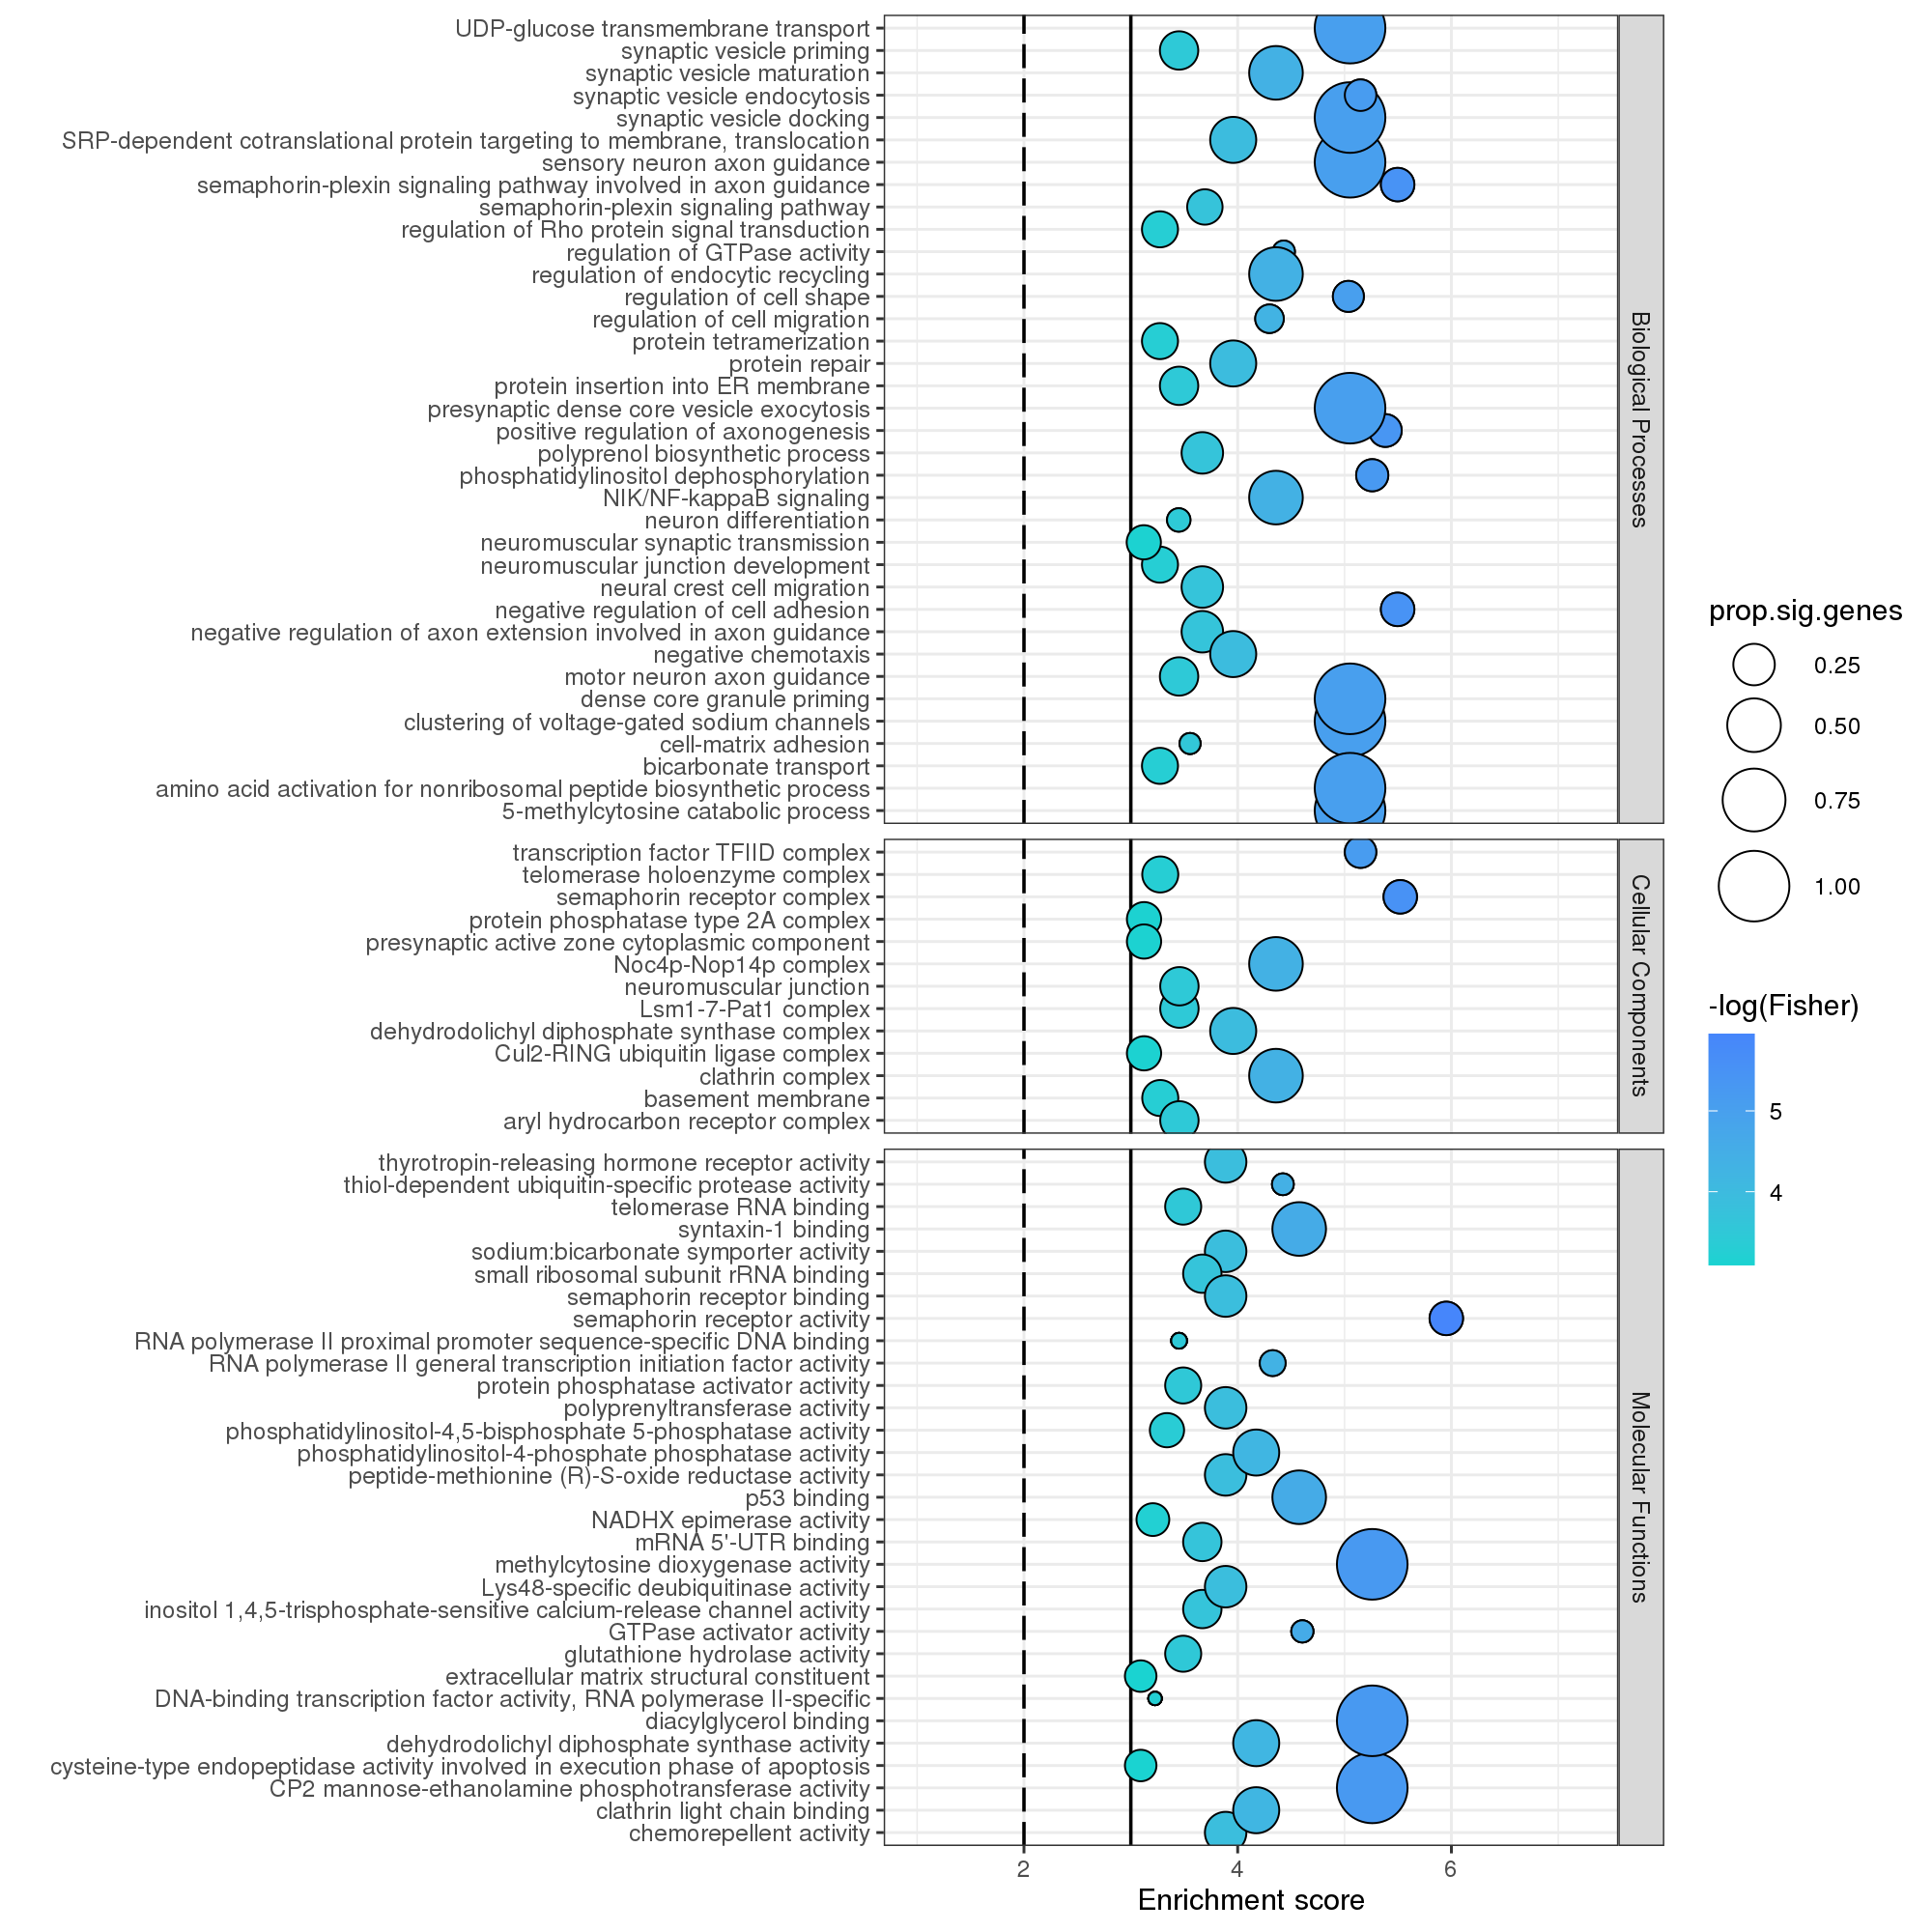 UDP-glucose transmembrane transport
synaptic vesicle priming
synaptic vesicle maturation
synaptic vesicle endocytosis
synaptic vesicle docking
SRP-dependent cotranslational protein targeting to membrane, translocation
sensory neuron axon guidance
semaphorin-plexin signaling pathway involved in axon guidance
semaphorin-plexin signaling pathway
regulation of Rho protein signal transduction
regulation of GTPase activity
regulation of endocytic recycling
regulation of cell shape
regulation of cell migration
protein tetramerization
protein repair
protein insertion into ER membrane
presynaptic dense core vesicle exocytosis
positive regulation of axonogenesis
polyprenol biosynthetic process
phosphatidylinositol dephosphorylation
NIK/NF-kappaB signaling
neuron differentiation
neuromuscular synaptic transmission
neuromuscular junction development
neural crest cell migration
negative regulation of cell adhesion
negative regulation of axon extension involved in axon guidance
negative chemotaxis
motor neuron axon guidance
dense core granule priming
clustering of voltage-gated sodium channels
cell-matrix adhesion
bicarbonate transport
amino acid activation for nonribosomal peptide biosynthetic process
5-methylcytosine catabolic process
Biological Processes
transcription factor TFIID complex
telomerase holoenzyme complex
semaphorin receptor complex
protein phosphatase type 2A complex
presynaptic active zone cytoplasmic component
Noc4p-Nop14p complex
neuromuscular junction
Lsm1-7-Pat1 complex
dehydrodolichyl diphosphate synthase complex
Cul2-RING ubiquitin ligase complex
clathrin complex
basement membrane
aryl hydrocarbon receptor complex
Cellular Components
thyrotropin-releasing hormone receptor activity
thiol-dependent ubiquitin-specific protease activity
telomerase RNA binding
syntaxin-1 binding
sodium:bicarbonate symporter activity
small ribosomal subunit rRNA binding
semaphorin receptor binding
semaphorin receptor activity
RNA polymerase II proximal promoter sequence-specific DNA binding
RNA polymerase II general transcription initiation factor activity
protein phosphatase activator activity
polyprenyltransferase activity
phosphatidylinositol-4,5-bisphosphate 5-phosphatase activity
phosphatidylinositol-4-phosphate phosphatase activity
peptide-methionine (R)-S-oxide reductase activity
p53 binding
NADHX epimerase activity
mRNA 5'-UTR binding
methylcytosine dioxygenase activity
Lys48-specific deubiquitinase activity
inositol 1,4,5-trisphosphate-sensitive calcium-release channel activity
GTPase activator activity
glutathione hydrolase activity
extracellular matrix structural constituent
DNA-binding transcription factor activity, RNA polymerase II-specific
diacylglycerol binding
dehydrodolichyl diphosphate synthase activity
cysteine-type endopeptidase activity involved in execution phase of apoptosis
CP2 mannose-ethanolamine phosphotransferase activity
clathrin light chain binding
chemorepellent activity
Molecular Functions
2 4 6
Enrichment score
prop.sig.genes
0.25
0.50
0.75
1.00
-log(Fisher)
5
4